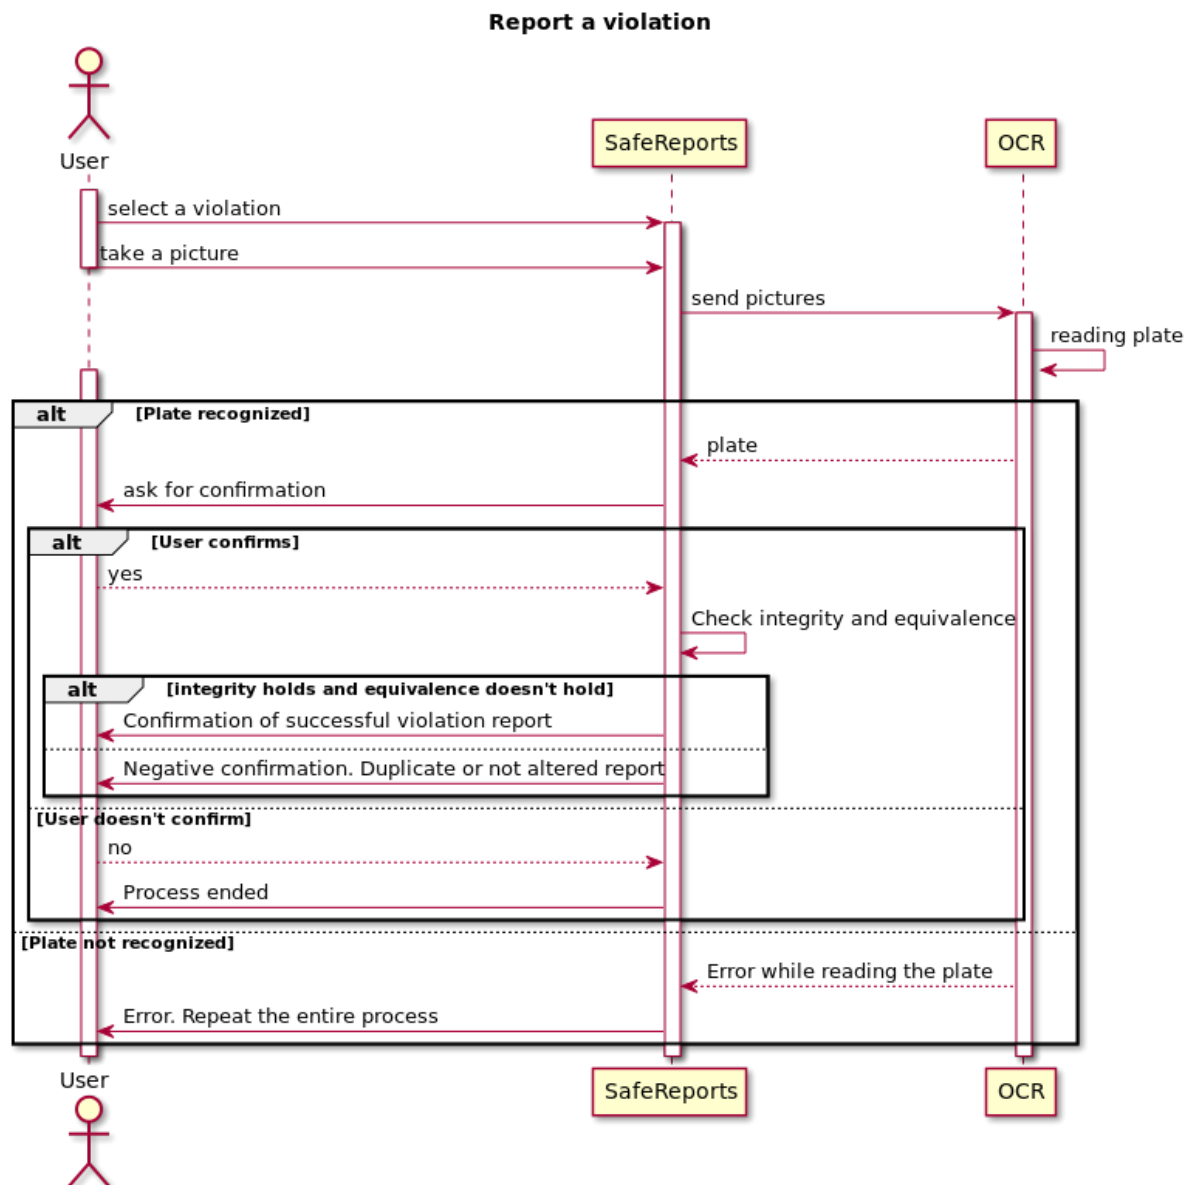 Report a violation
User
SafeReports
OCR
select a violation
take a picture
send pictures
reading plate
alt
[Plate recognized]
plate
ask for confirmation
alt
[User confirms]
yes
Check integrity and equivalence
alt
[integrity holds and equivalence doesn't hold]
Confirmation of successful violation report
Negative confirmation. Duplicate or not altered report
[User doesn't confirm]
no
Process ended
[Plate not recognized]
Error while reading the plate
Error. Repeat the entire process
User
SafeReports
OCR